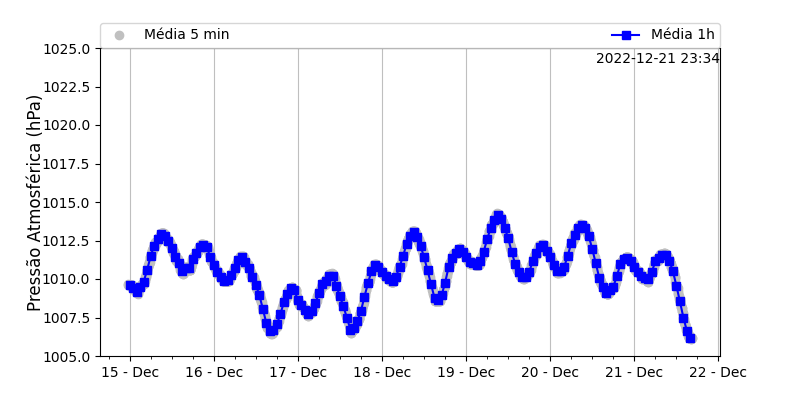 Média 5 min
Média 1h
2022-12-21 23:34
Pressão Atmosférica (hPa)
1025.0
1022.5
1020.0
1017.5
1015.0
1012.5
1010.0
1007.5
1005.0
15 - Dec
16 - Dec
17 - Dec
18 - Dec
19 - Dec
20 - Dec
21 - Dec
22 - Dec